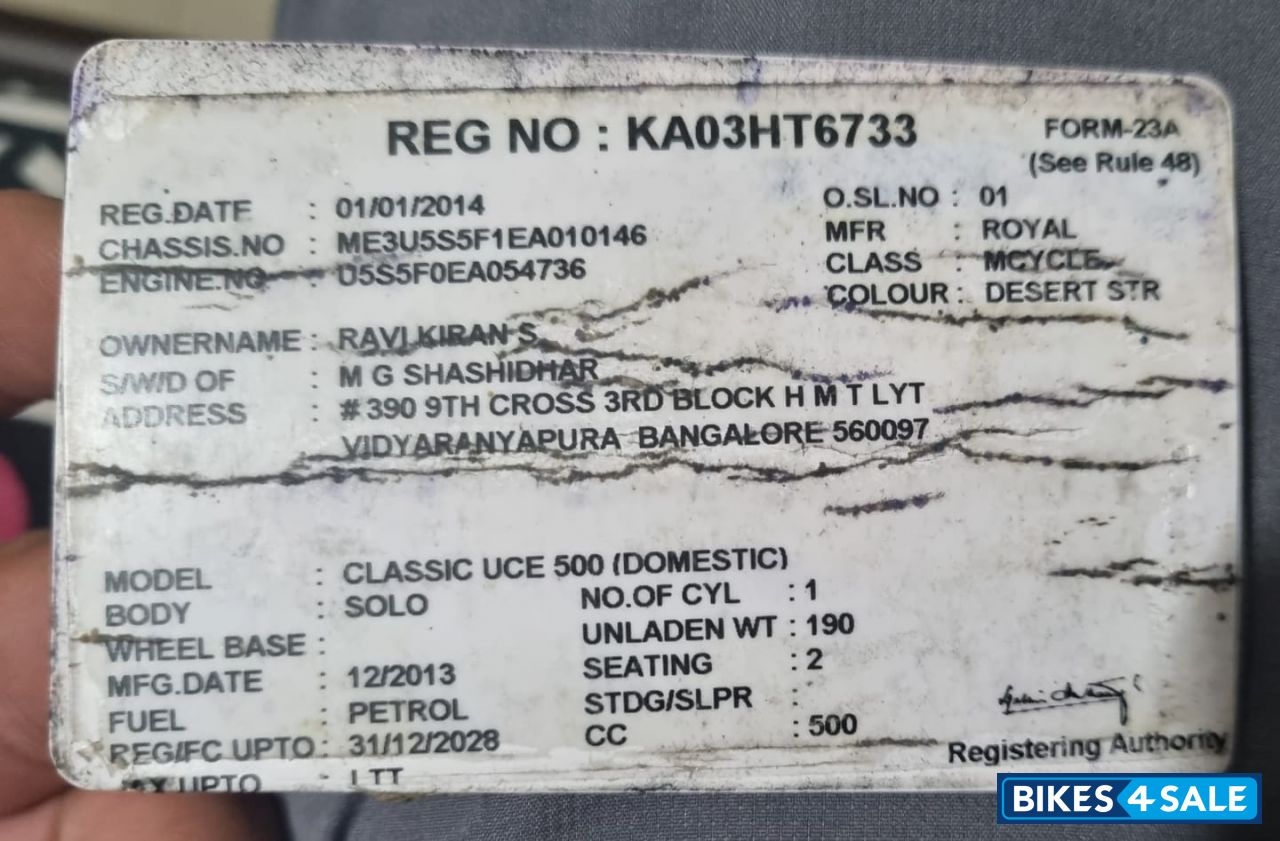 REG NO : KA03HT6733
FORM-23A
(See Rule 48)
REG.DATE : 01/01/2014 O.SL.NO : 01
CHASSIS.NO : ME3U5S5F1EA010146 MFR : ROYAL
ENGINE.NO : U5S5F0EA054736 CLASS : MCYCLE
COLOUR : DESERT STR
OWNERNAME : RAVI KIRAN S
S/W/D OF : M G SHASHIDHAR
ADDRESS : # 390 9TH CROSS 3RD BLOCK H M T LYT
VIDYARANYAPURA BANGALORE 560097
MODEL : CLASSIC UCE 500 (DOMESTIC)
BODY : SOLO NO.OF CYL : 1
WHEEL BASE : UNLADEN WT : 190
MFG.DATE : 12/2013 SEATING : 2
FUEL : PETROL STDG/SLPR :
REG/FC UPTO : 31/12/2028 CC : 500
UPTO : LTT
Registering Authority
BIKES 4 SALE